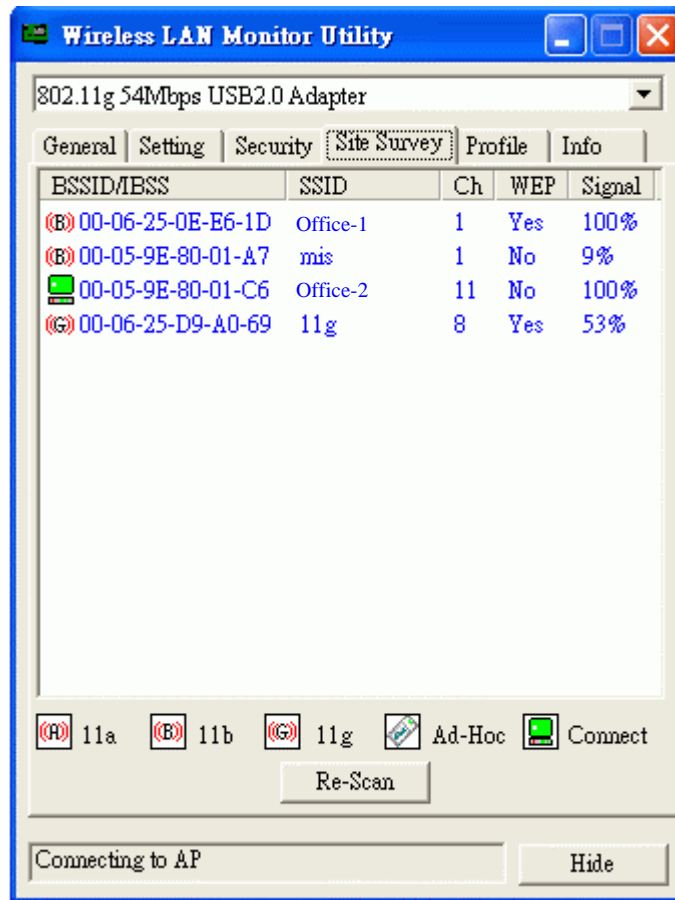 Wireless LAN Monitor Utility
802.11g 54Mbps USB2.0 Adapter
General Setting Security Site Survey Profile Info
BSSID/IBSS SSID Ch WEP Signal
((B)) 00-06-25-0E-E6-1D Office-1 1 Yes 100%
((B)) 00-05-9E-80-01-A7 mis 1 No 9%
00-05-9E-80-01-C6 Office-2 11 No 100%
((G)) 00-06-25-D9-A0-69 11g 8 Yes 53%
((A)) 11a ((B)) 11b ((G)) 11g Ad-Hoc Connect
Re-Scan
Connecting to AP Hide